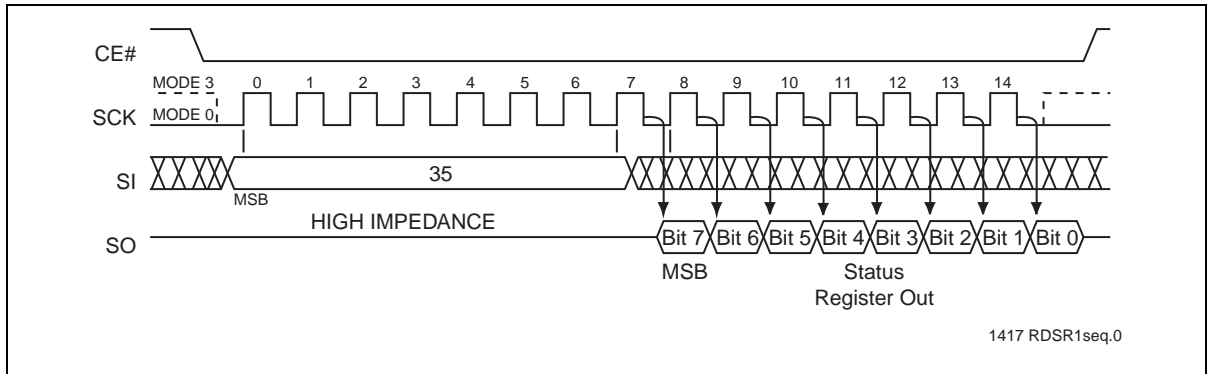 CE#
MODE 3 0 1 2 3 4 5 6 7 8 9 10 11 12 13 14
SCK MODE 0
SI 35
MSB
HIGH IMPEDANCE
SO Bit 7 Bit 6 Bit 5 Bit 4 Bit 3 Bit 2 Bit 1 Bit 0
MSB Status
Register Out
1417 RDSR1seq.0